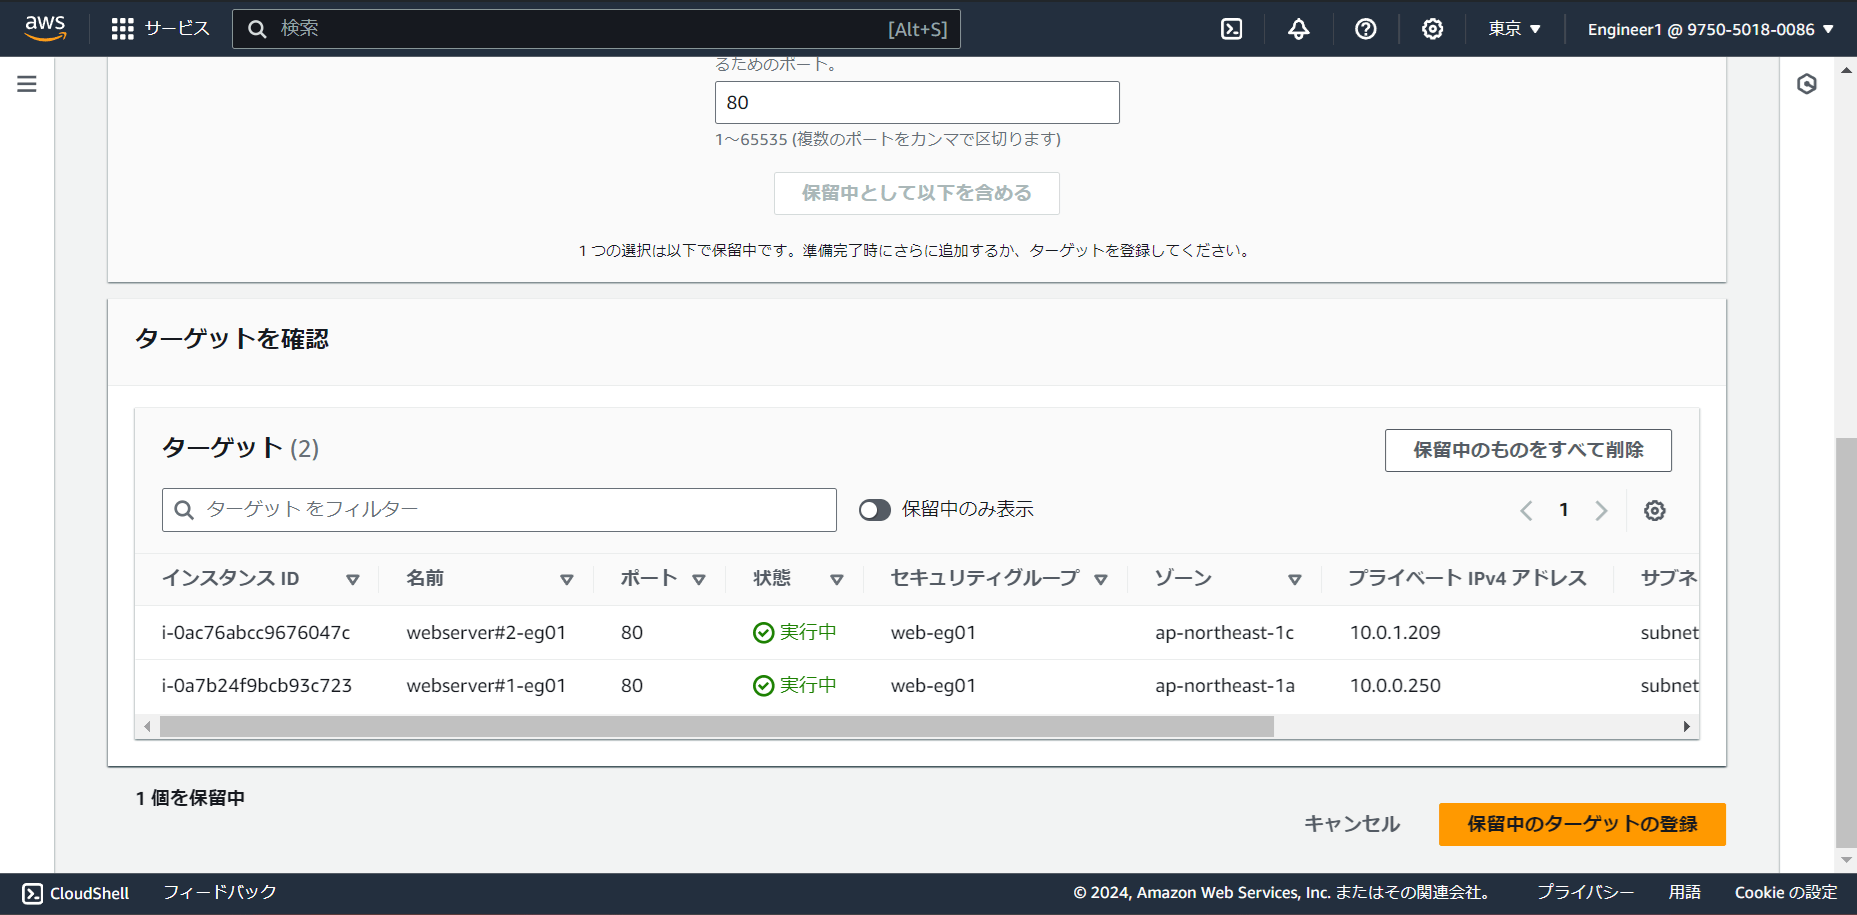 aws サービス 検索 [Alt+S] 東京 Engineer1 @ 9750-5018-0086
るためのポート。
80
1～65535 (複数のポートをカンマで区切ります)
保留中として以下を含める
1 つの選択は以下で保留中です。準備完了時にさらに追加するか、ターゲットを登録してください。
ターゲットを確認
ターゲット (2) 保留中のものをすべて削除
ターゲット をフィルター 保留中のみ表示 1
インスタンス ID 名前 ポート 状態 セキュリティグループ ゾーン プライベート IPv4 アドレス サブネ
i-0ac76abcc9676047c webserver#2-eg01 80 実行中 web-eg01 ap-northeast-1c 10.0.1.209 subnet
i-0a7b24f9bcb93c723 webserver#1-eg01 80 実行中 web-eg01 ap-northeast-1a 10.0.0.250 subnet
1 個を保留中
キャンセル 保留中のターゲットの登録
CloudShell フィードバック © 2024, Amazon Web Services, Inc. またはその関連会社。 プライバシー 用語 Cookie の設定